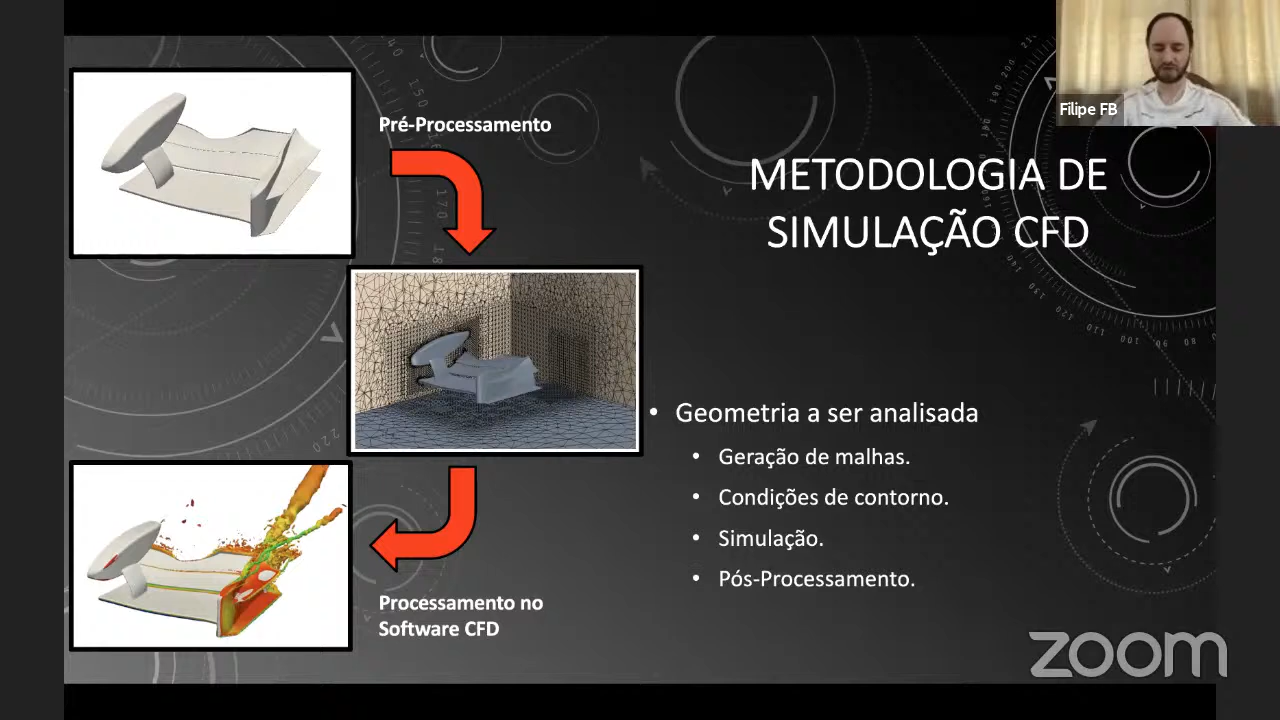 Filipe FB
Pré-Processamento
METODOLOGIA DE
SIMULAÇÃO CFD
• Geometria a ser analisada
• Geração de malhas.
• Condições de contorno.
• Simulação.
• Pós-Processamento.
Processamento no
Software CFD
zoom